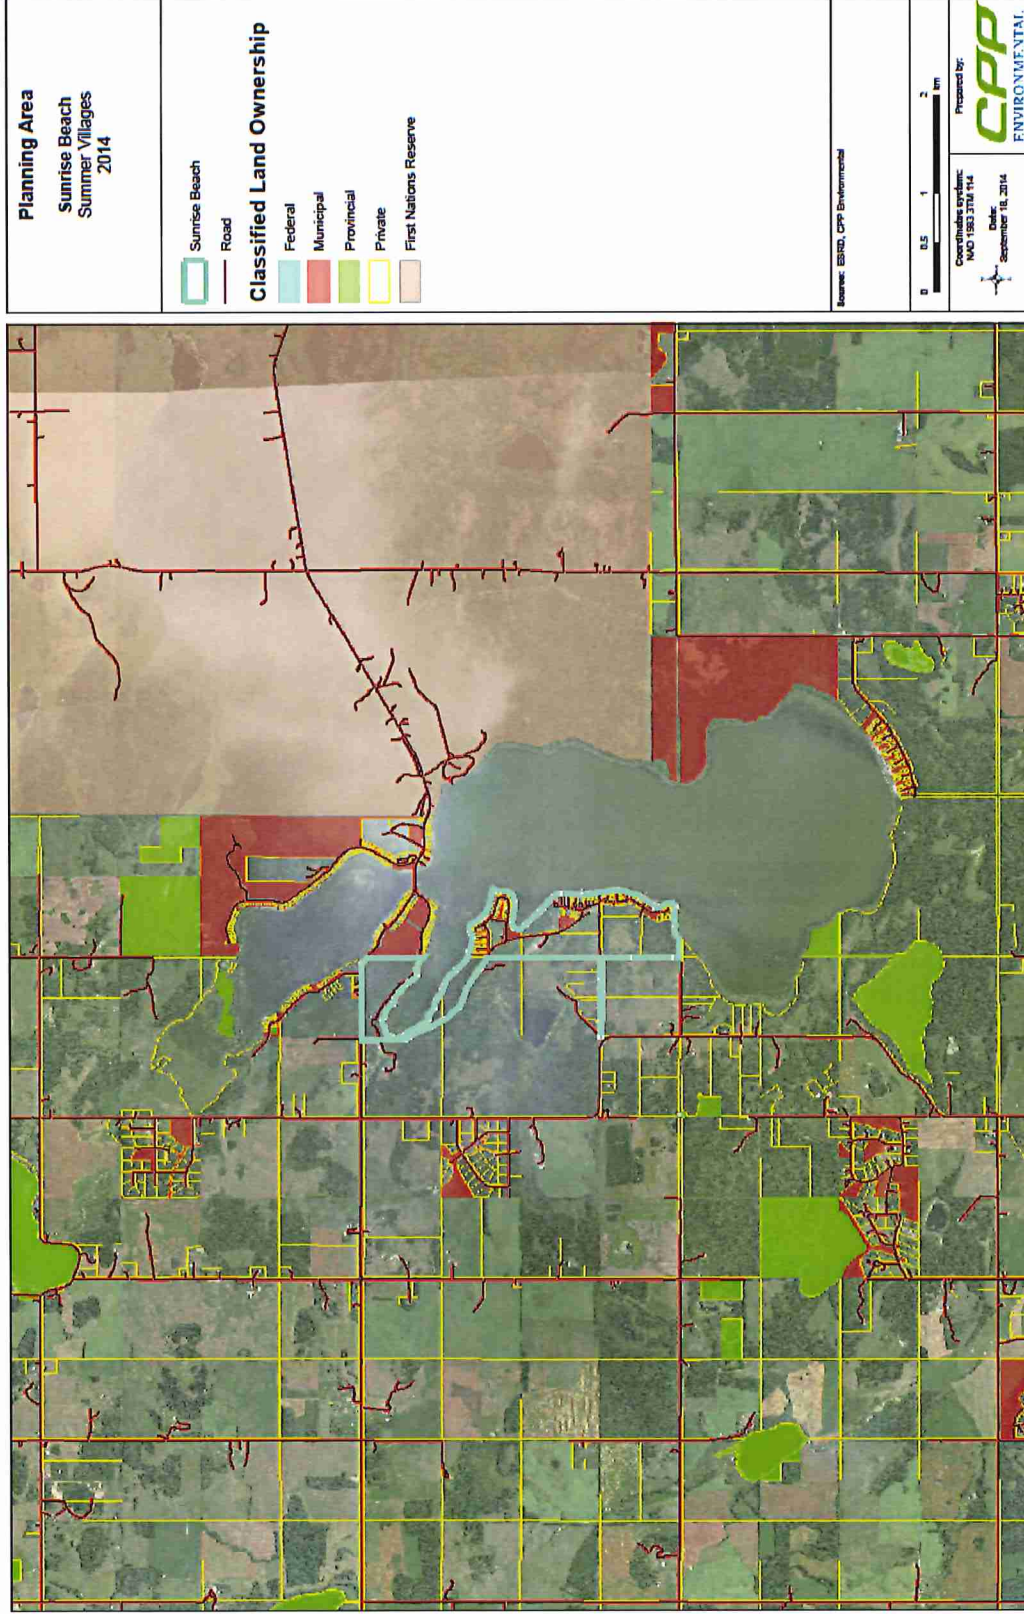 Planning Area
Sunrise Beach
Summer Villages
2014
Sunrise Beach
Road
Classified Land Ownership
Federal
Municipal
Provincial
Private
First Nations Reserve
Source: ESRD, CPP Environmental
0 0.5 1 2
km
Coordinates system:
NAD 1983 3TM 114
Date:
September 18, 2014
Prepared by:
CPP
ENVIRONMENTAL